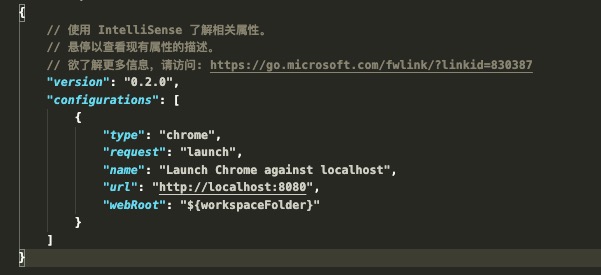 {
// 使用 IntelliSense 了解相关属性。
// 悬停以查看现有属性的描述。
// 欲了解更多信息，请访问: https://go.microsoft.com/fwlink/?linkid=830387
"version": "0.2.0",
"configurations": [
{
"type": "chrome",
"request": "launch",
"name": "Launch Chrome against localhost",
"url": "http://localhost:8080",
"webRoot": "${workspaceFolder}"
}
]
}